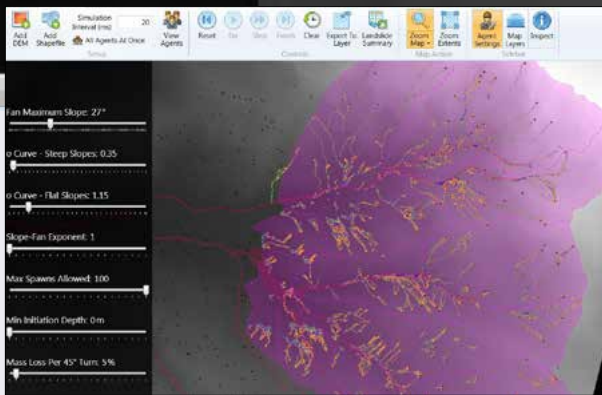 Add DEM
Add Shapefile
Simulation Interval (ms) 20
All Agents At Once
View Agents
Setup
Reset
Step
Clear
Export To Layer
Landslide Summary
Controls
Zoom Map
Zoom Extents
Map Action
Agent Settings
Map Layers
Inspect
Sidebar
Fan Maximum Slope: 27°
σ Curve - Steep Slopes: 0.35
σ Curve - Flat Slopes: 1.15
Slope-Fan Exponent: 1
Max Spawns Allowed: 100
Min Initiation Depth: 0m
Mass Loss Per 45° Turn: 5%